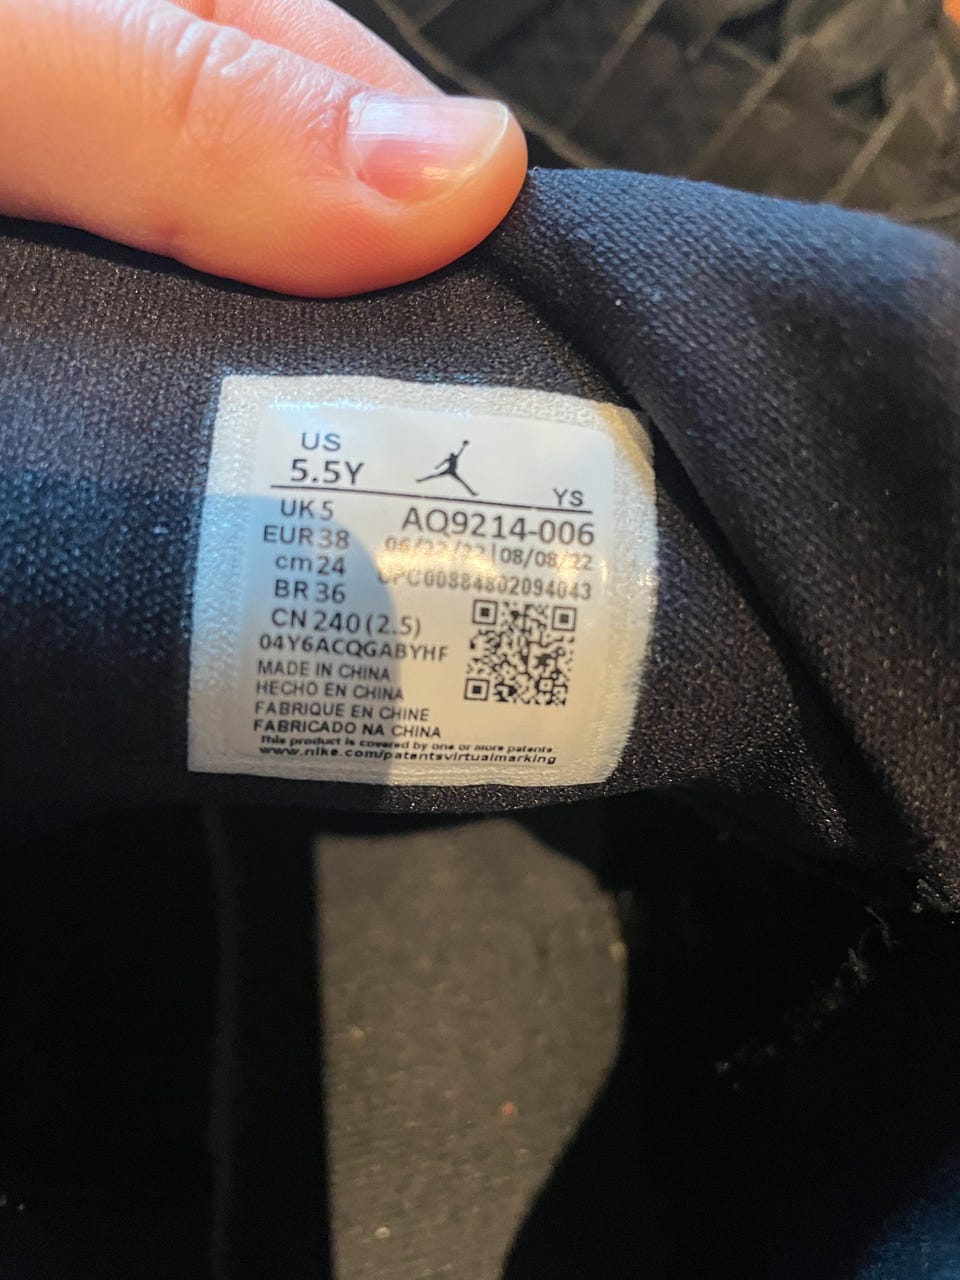 US
5.5Y
YS
UK 5
AQ9214-006
EUR 38
06/22/22|08/08/22
cm 24
UPC00884802094043
BR 36
CN 240 (2.5)
04Y6ACQGABYHF
MADE IN CHINA
HECHO EN CHINA
FABRIQUE EN CHINE
FABRICADO NA CHINA
This product is covered by one or more patents.
www.nike.com/patentsvirtualmarking